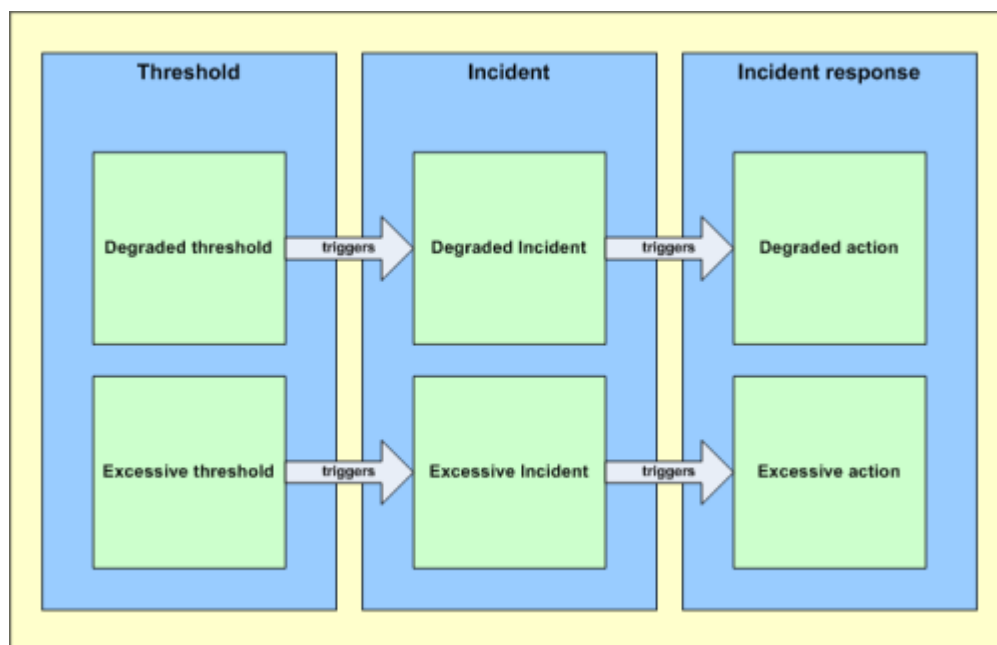 Threshold
Incident
Incident response
Degraded threshold
triggers
Degraded Incident
triggers
Degraded action
Excessive threshold
triggers
Excessive Incident
triggers
Excessive action